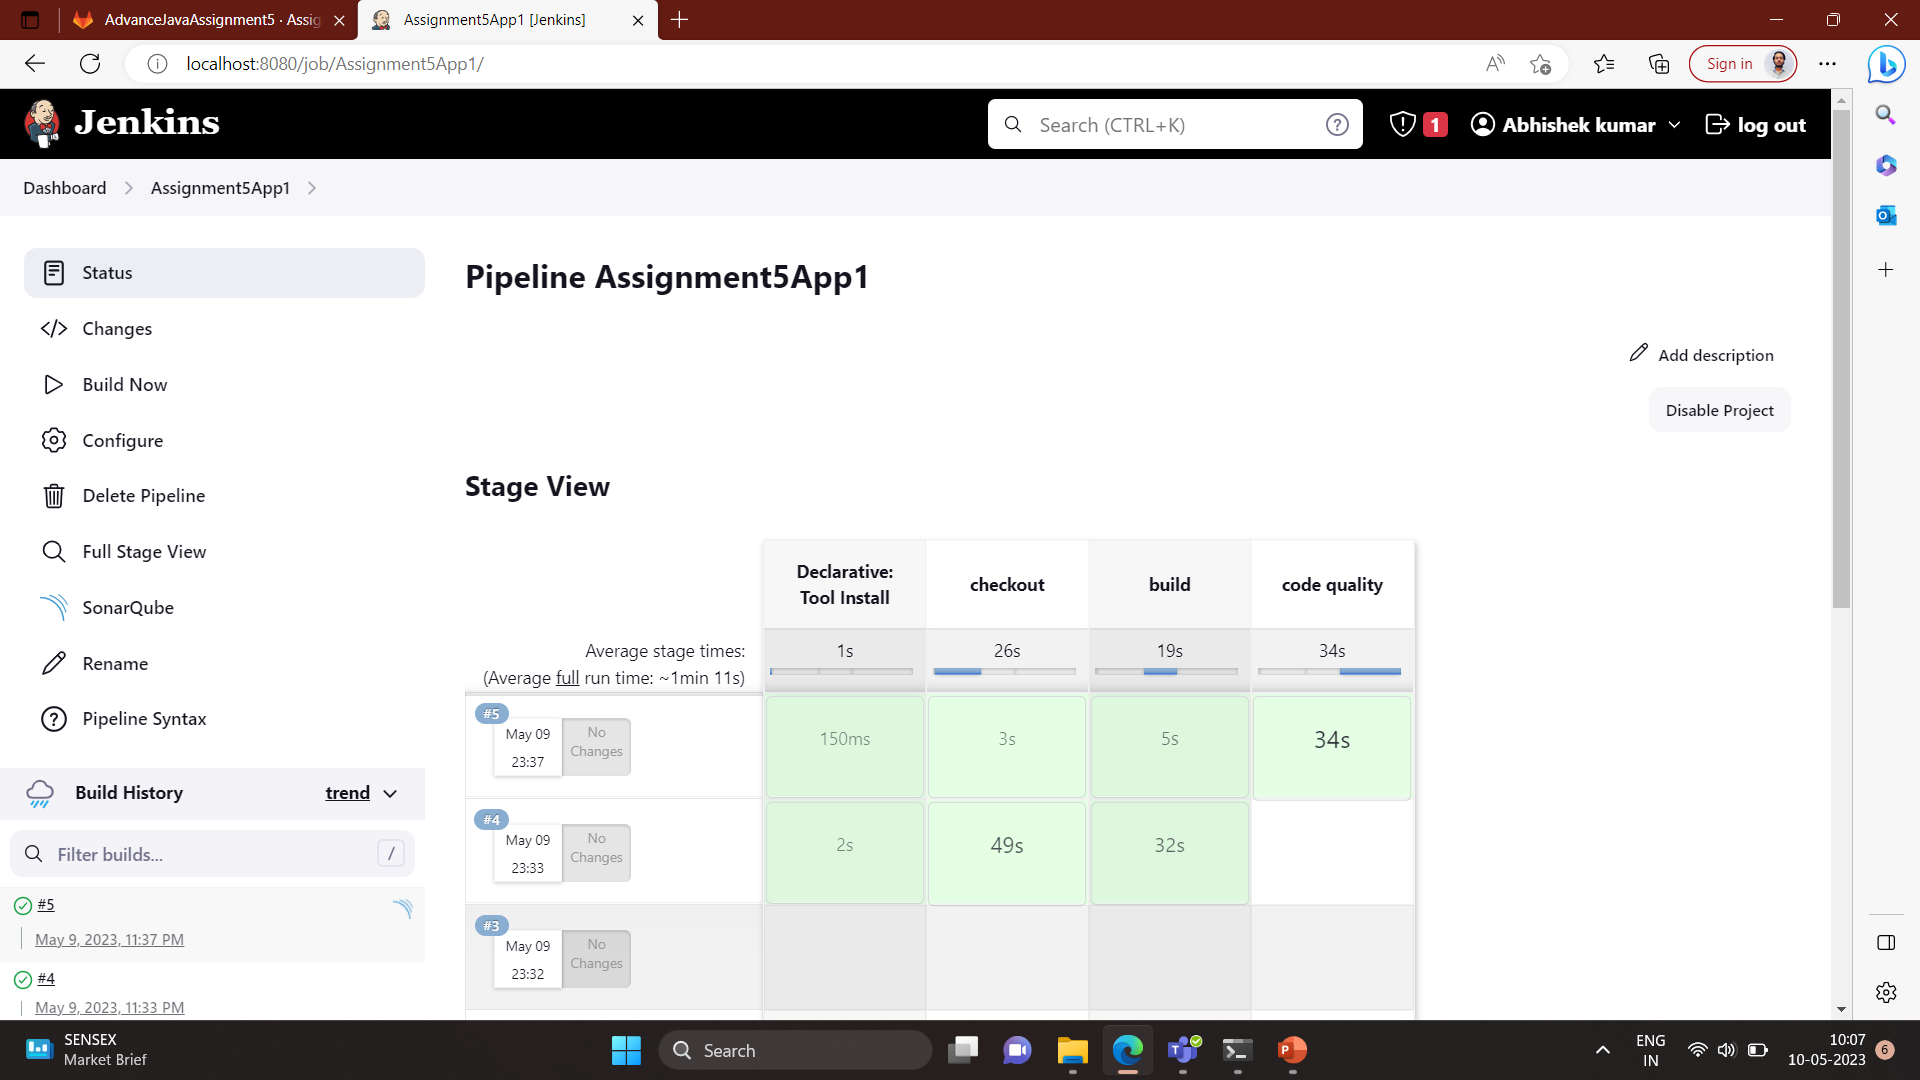 AdvanceJavaAssignment5 · Assig
Assignment5App1 [Jenkins]
localhost:8080/job/Assignment5App1/
Sign in
Jenkins
Search (CTRL+K)
1
Abhishek kumar
log out
Dashboard
Assignment5App1
Status
Changes
Build Now
Configure
Delete Pipeline
Full Stage View
SonarQube
Rename
Pipeline Syntax
Build History
trend
Filter builds...
/
#5
May 9, 2023, 11:37 PM
#4
May 9, 2023, 11:33 PM
Pipeline Assignment5App1
Add description
Disable Project
Stage View
Declarative:
Tool Install
checkout
build
code quality
Average stage times:
(Average full run time: ~1min 11s)
1s
26s
19s
34s
#5
May 09
23:37
No
Changes
150ms
3s
5s
34s
#4
May 09
23:33
No
Changes
2s
49s
32s
#3
May 09
23:32
No
Changes
SENSEX
Market Brief
Search
ENG
IN
10:07
10-05-2023
6